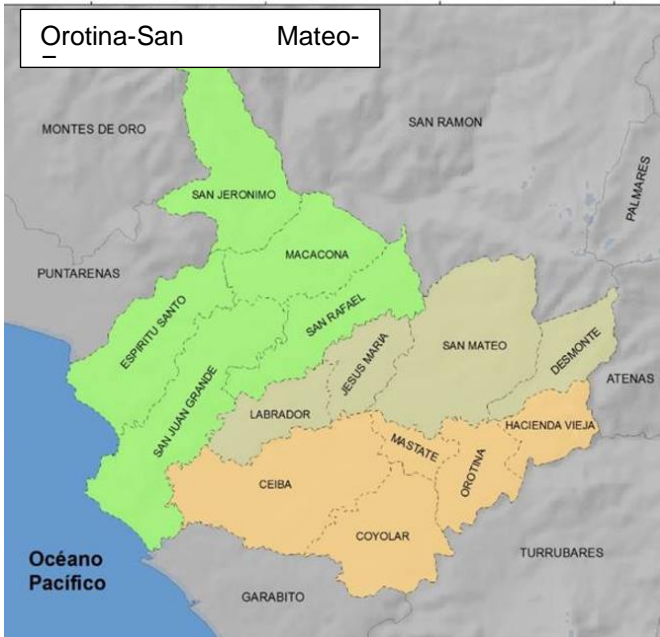 Orotina-San Mateo-
MONTES DE ORO
SAN RAMON
PALMARES
SAN JERONIMO
MACACONA
PUNTARENAS
ESPIRITU SANTO
SAN RAFAEL
SAN MATEO
DESMONTE
JESUS MARIA
ATENAS
SAN JUAN GRANDE
LABRADOR
HACIENDA VIEJA
MASTATE
OROTINA
CEIBA
COYOLAR
TURRUBARES
Océano
Pacífico
GARABITO